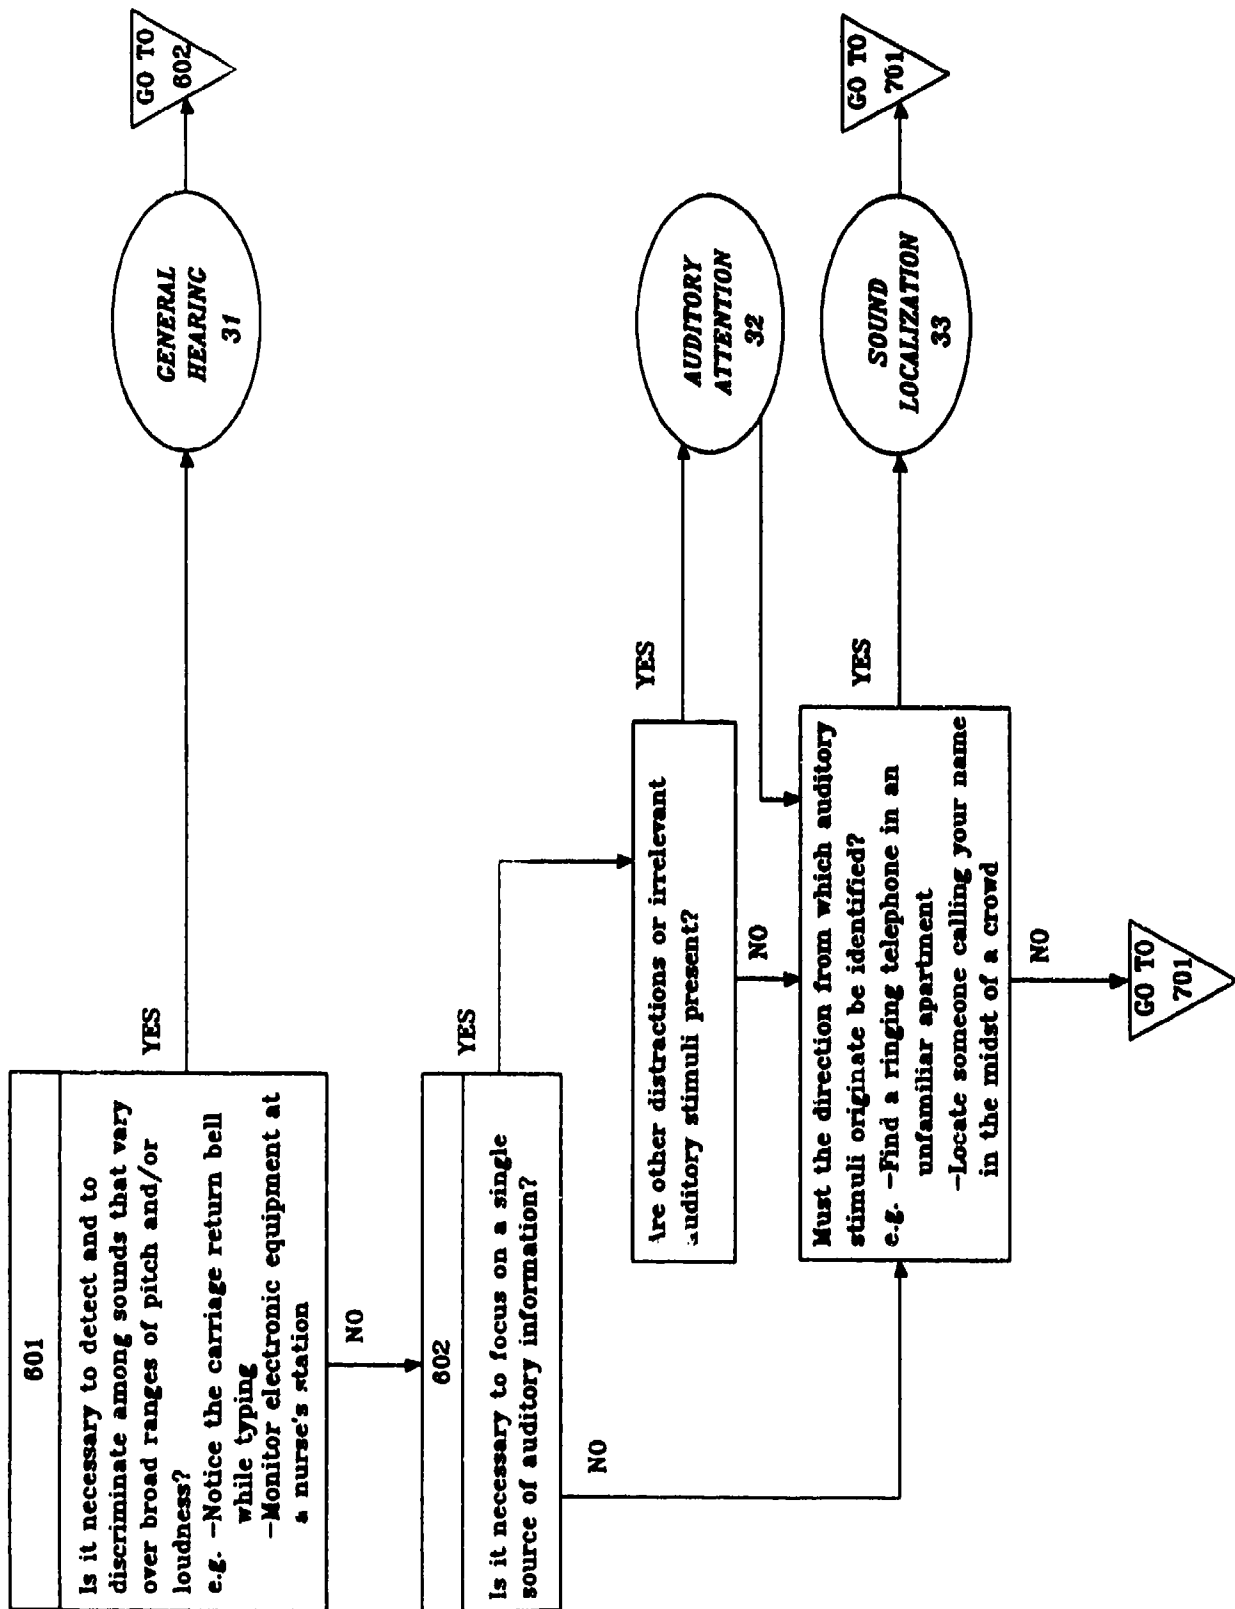 601
Is it necessary to detect and to
discriminate among sounds that vary
over broad ranges of pitch and/or
loudness?
e.g. -Notice the carriage return bell
while typing
-Monitor electronic equipment at
a nurse's station
YES
GENERAL
HEARING
31
GO TO
602
NO
602
Is it necessary to focus on a single
source of auditory information?
YES
NO
Are other distractions or irrelevant
auditory stimuli present?
YES
AUDITORY
ATTENTION
32
NO
Must the direction from which auditory
stimuli originate be identified?
e.g. -Find a ringing telephone in an
unfamiliar apartment
-Locate someone calling your name
in the midst of a crowd
YES
SOUND
LOCALIZATION
33
GO TO
701
NO
GO TO
701